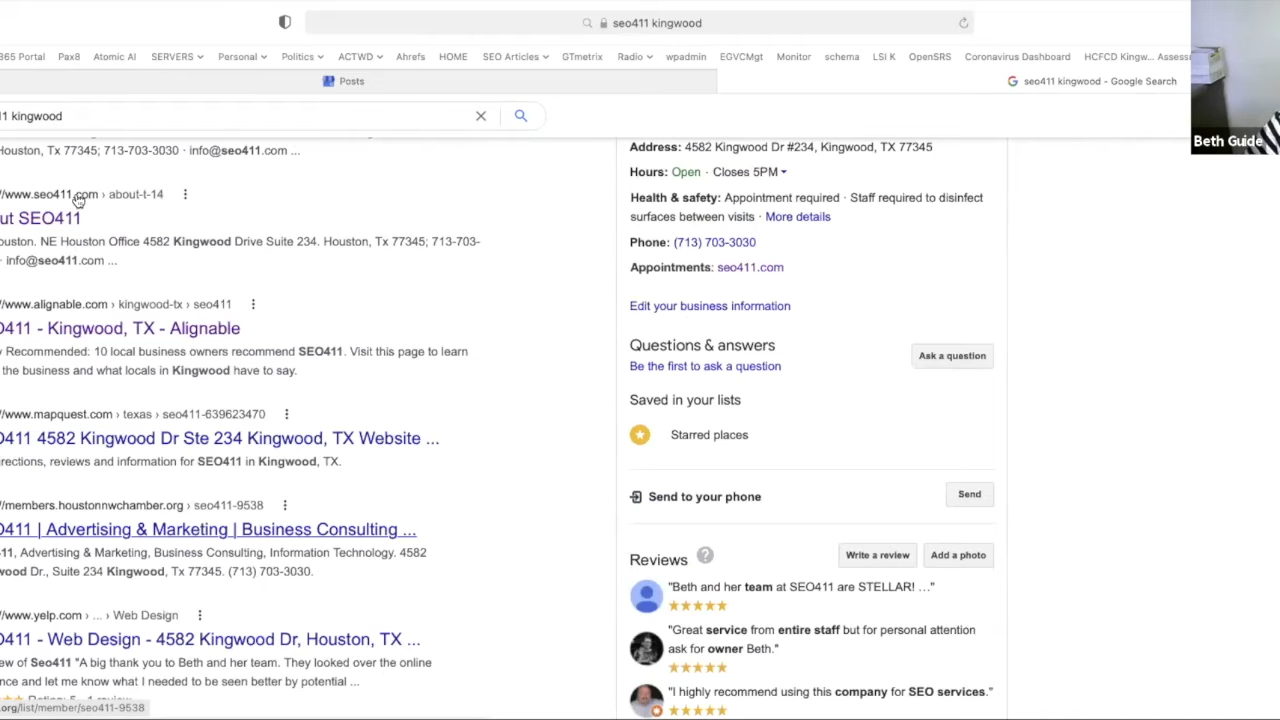 seo411 kingwood
365 Portal Pax8 Atomic AI SERVERS Personal Politics ACTWD Ahrefs HOME SEO Articles GTmetrix Radio wpadmin EGVCMgt Monitor schema LSI K OpenSRS Coronavirus Dashboard HCFCD Kingw... Assess
Posts
seo411 kingwood - Google Search
11 kingwood
Beth Guide
Houston, Tx 77345; 713-703-3030 · info@seo411.com ...
//www.seo411.com › about-t-14
ut SEO411
ouston. NE Houston Office 4582 Kingwood Drive Suite 234. Houston, Tx 77345; 713-703-
· info@seo411.com ...
//www.alignable.com › kingwood-tx › seo411
O411 - Kingwood, TX - Alignable
y Recommended: 10 local business owners recommend SEO411. Visit this page to learn
the business and what locals in Kingwood have to say.
//www.mapquest.com › texas › seo411-639623470
O411 4582 Kingwood Dr Ste 234 Kingwood, TX Website ...
rections, reviews and information for SEO411 in Kingwood, TX.
//members.houstonnwchamber.org › seo411-9538
O411 | Advertising & Marketing | Business Consulting ...
11, Advertising & Marketing, Business Consulting, Information Technology. 4582
wood Dr., Suite 234 Kingwood, Tx 77345. (713) 703-3030.
//www.yelp.com › ... › Web Design
O411 - Web Design - 4582 Kingwood Dr, Houston, TX ...
ew of Seo411 "A big thank you to Beth and her team. They looked over the online
nce and let me know what I needed to be seen better by potential ...
Rating: 5 · 1 review
.org/list/member/seo411-9538
Address: 4582 Kingwood Dr #234, Kingwood, TX 77345
Hours: Open · Closes 5PM
Health & safety: Appointment required · Staff required to disinfect
surfaces between visits · More details
Phone: (713) 703-3030
Appointments: seo411.com
Edit your business information
Questions & answers
Be the first to ask a question
Ask a question
Saved in your lists
Starred places
Send to your phone
Send
Reviews ?
Write a review
Add a photo
"Beth and her team at SEO411 are STELLAR! ..."
"Great service from entire staff but for personal attention
ask for owner Beth."
"I highly recommend using this company for SEO services."